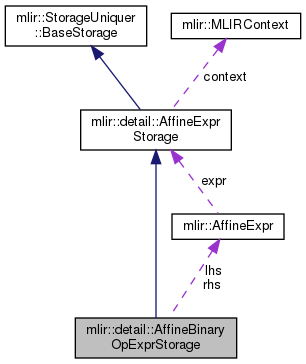 mlir::StorageUniquer
::BaseStorage
mlir::MLIRContext
context
mlir::detail::AffineExpr
Storage
expr
mlir::AffineExpr
lhs
rhs
mlir::detail::AffineBinary
OpExprStorage